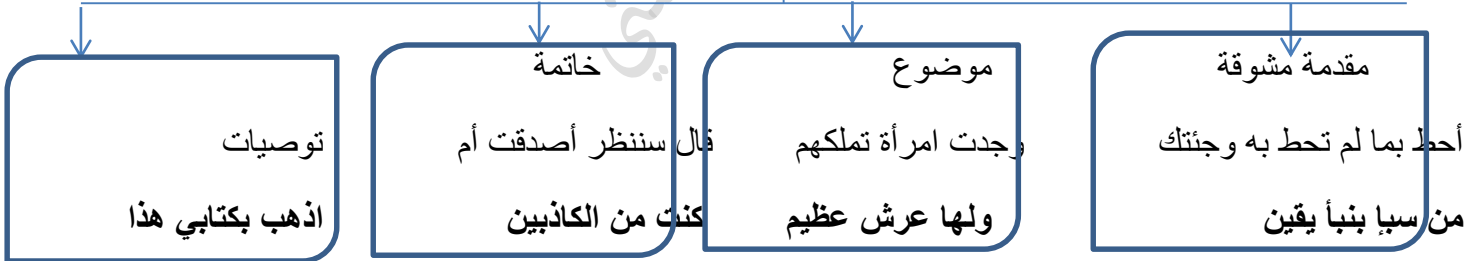 مقدمة مشوقة
أحط بما لم تحط به وجئتك
من سبإ بنبأ يقين
موضوع
وجدت امرأة تملكهم
ولها عرش عظيم
خاتمة
قال سننظر أصدقت أم
كنت من الكاذبين
توصيات
اذهب بكتابي هذا